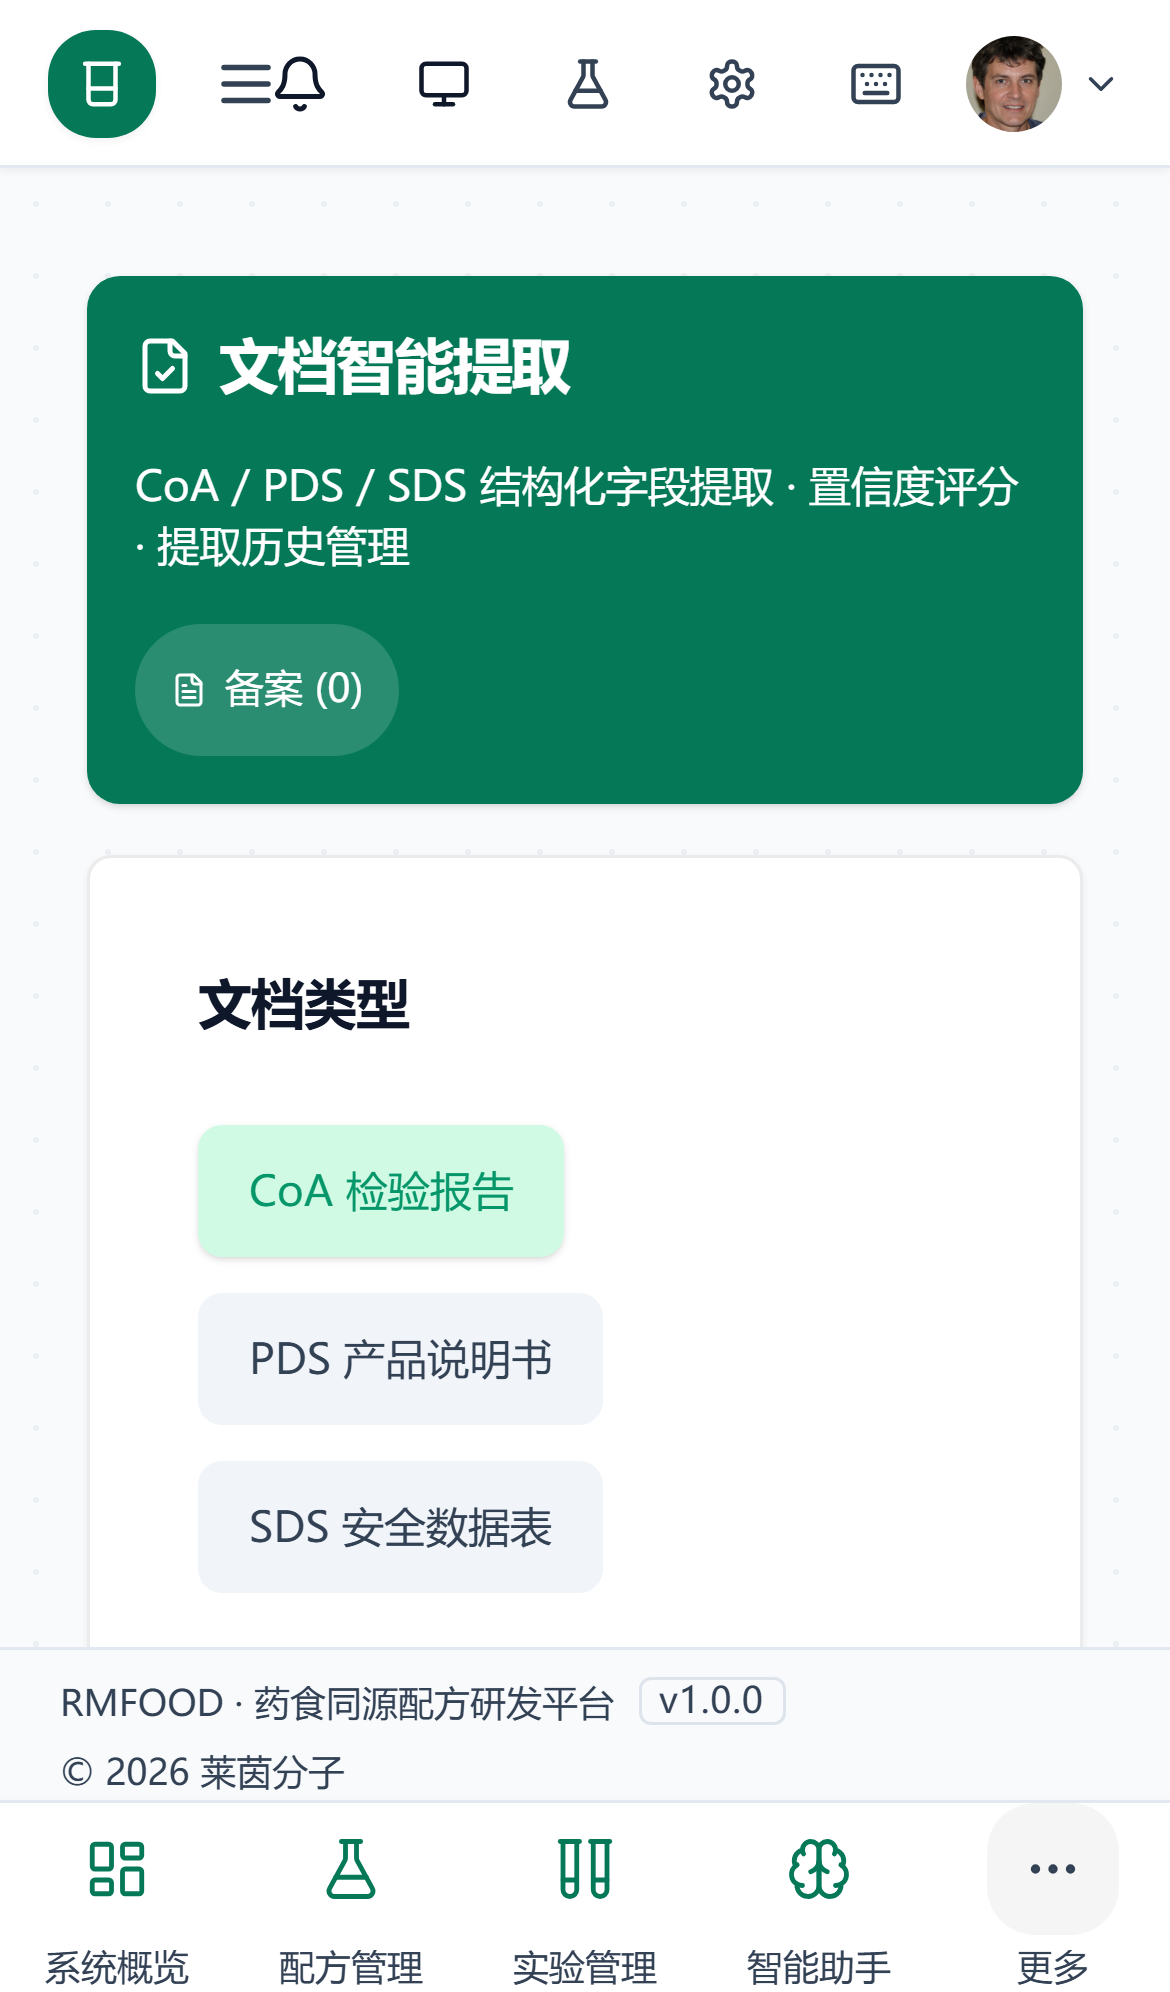 文档智能提取
CoA / PDS / SDS 结构化字段提取 · 置信度评分
· 提取历史管理
备案 (0)
文档类型
CoA 检验报告
PDS 产品说明书
SDS 安全数据表
RMFOOD · 药食同源配方研发平台 v1.0.0
© 2026 莱茵分子
系统概览 配方管理 实验管理 智能助手 更多